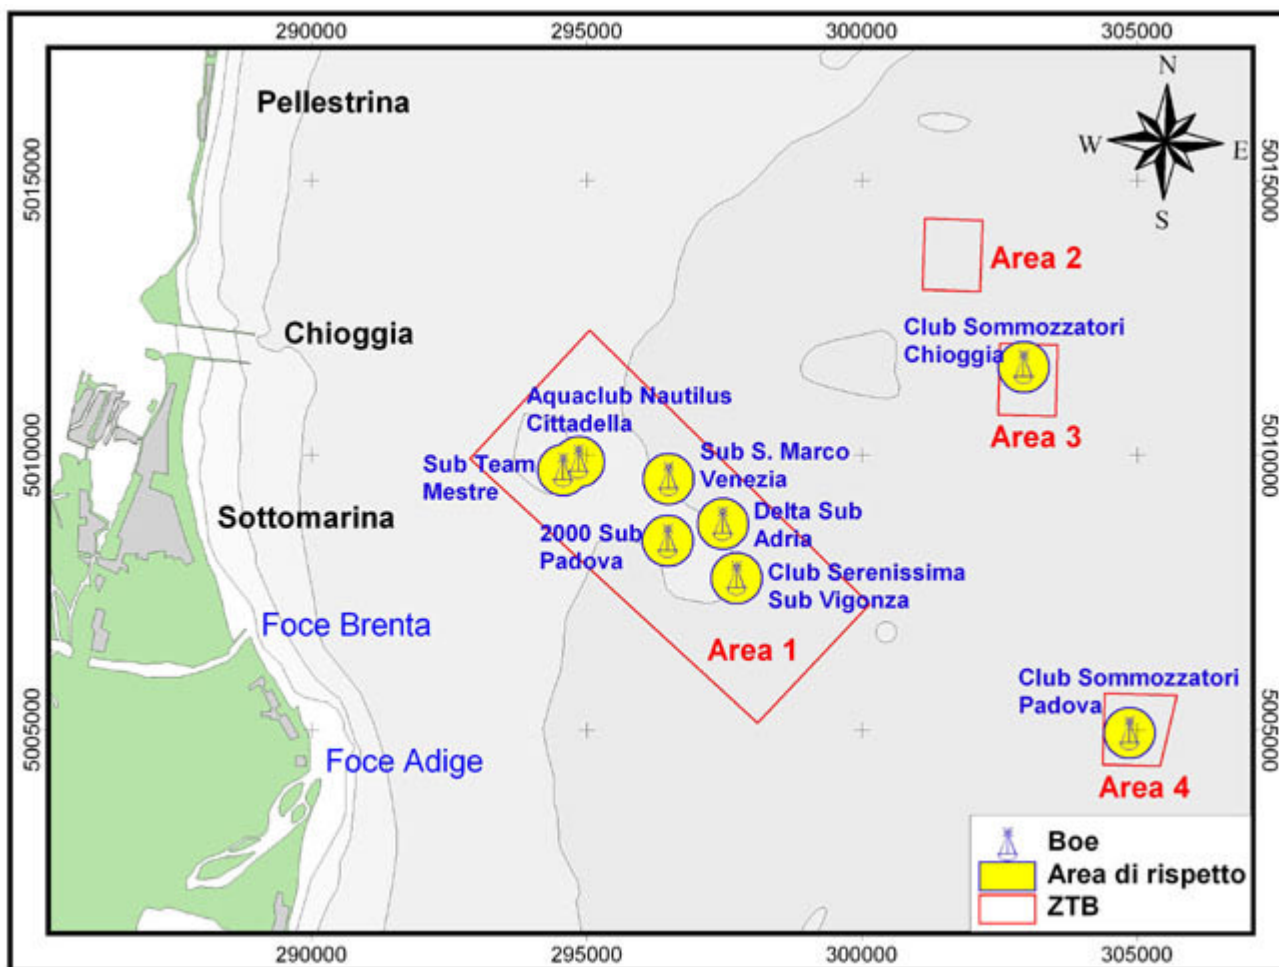 290000
295000
300000
305000
N
W
E
S
Pellestrina
5015000
5015000
Area 2
Chioggia
Club Sommozzatori
Chioggia
Aquaclub Nautilus
Cittadella
Area 3
Sub Team
Mestre
Sub S. Marco
Venezia
5010000
5010000
Sottomarina
2000 Sub
Padova
Delta Sub
Adria
Club Serenissima
Sub Vigonza
Foce Brenta
Area 1
Club Sommozzatori
Padova
5005000
5005000
Foce Adige
Area 4
Boe
Area di rispetto
ZTB
290000
295000
300000
305000